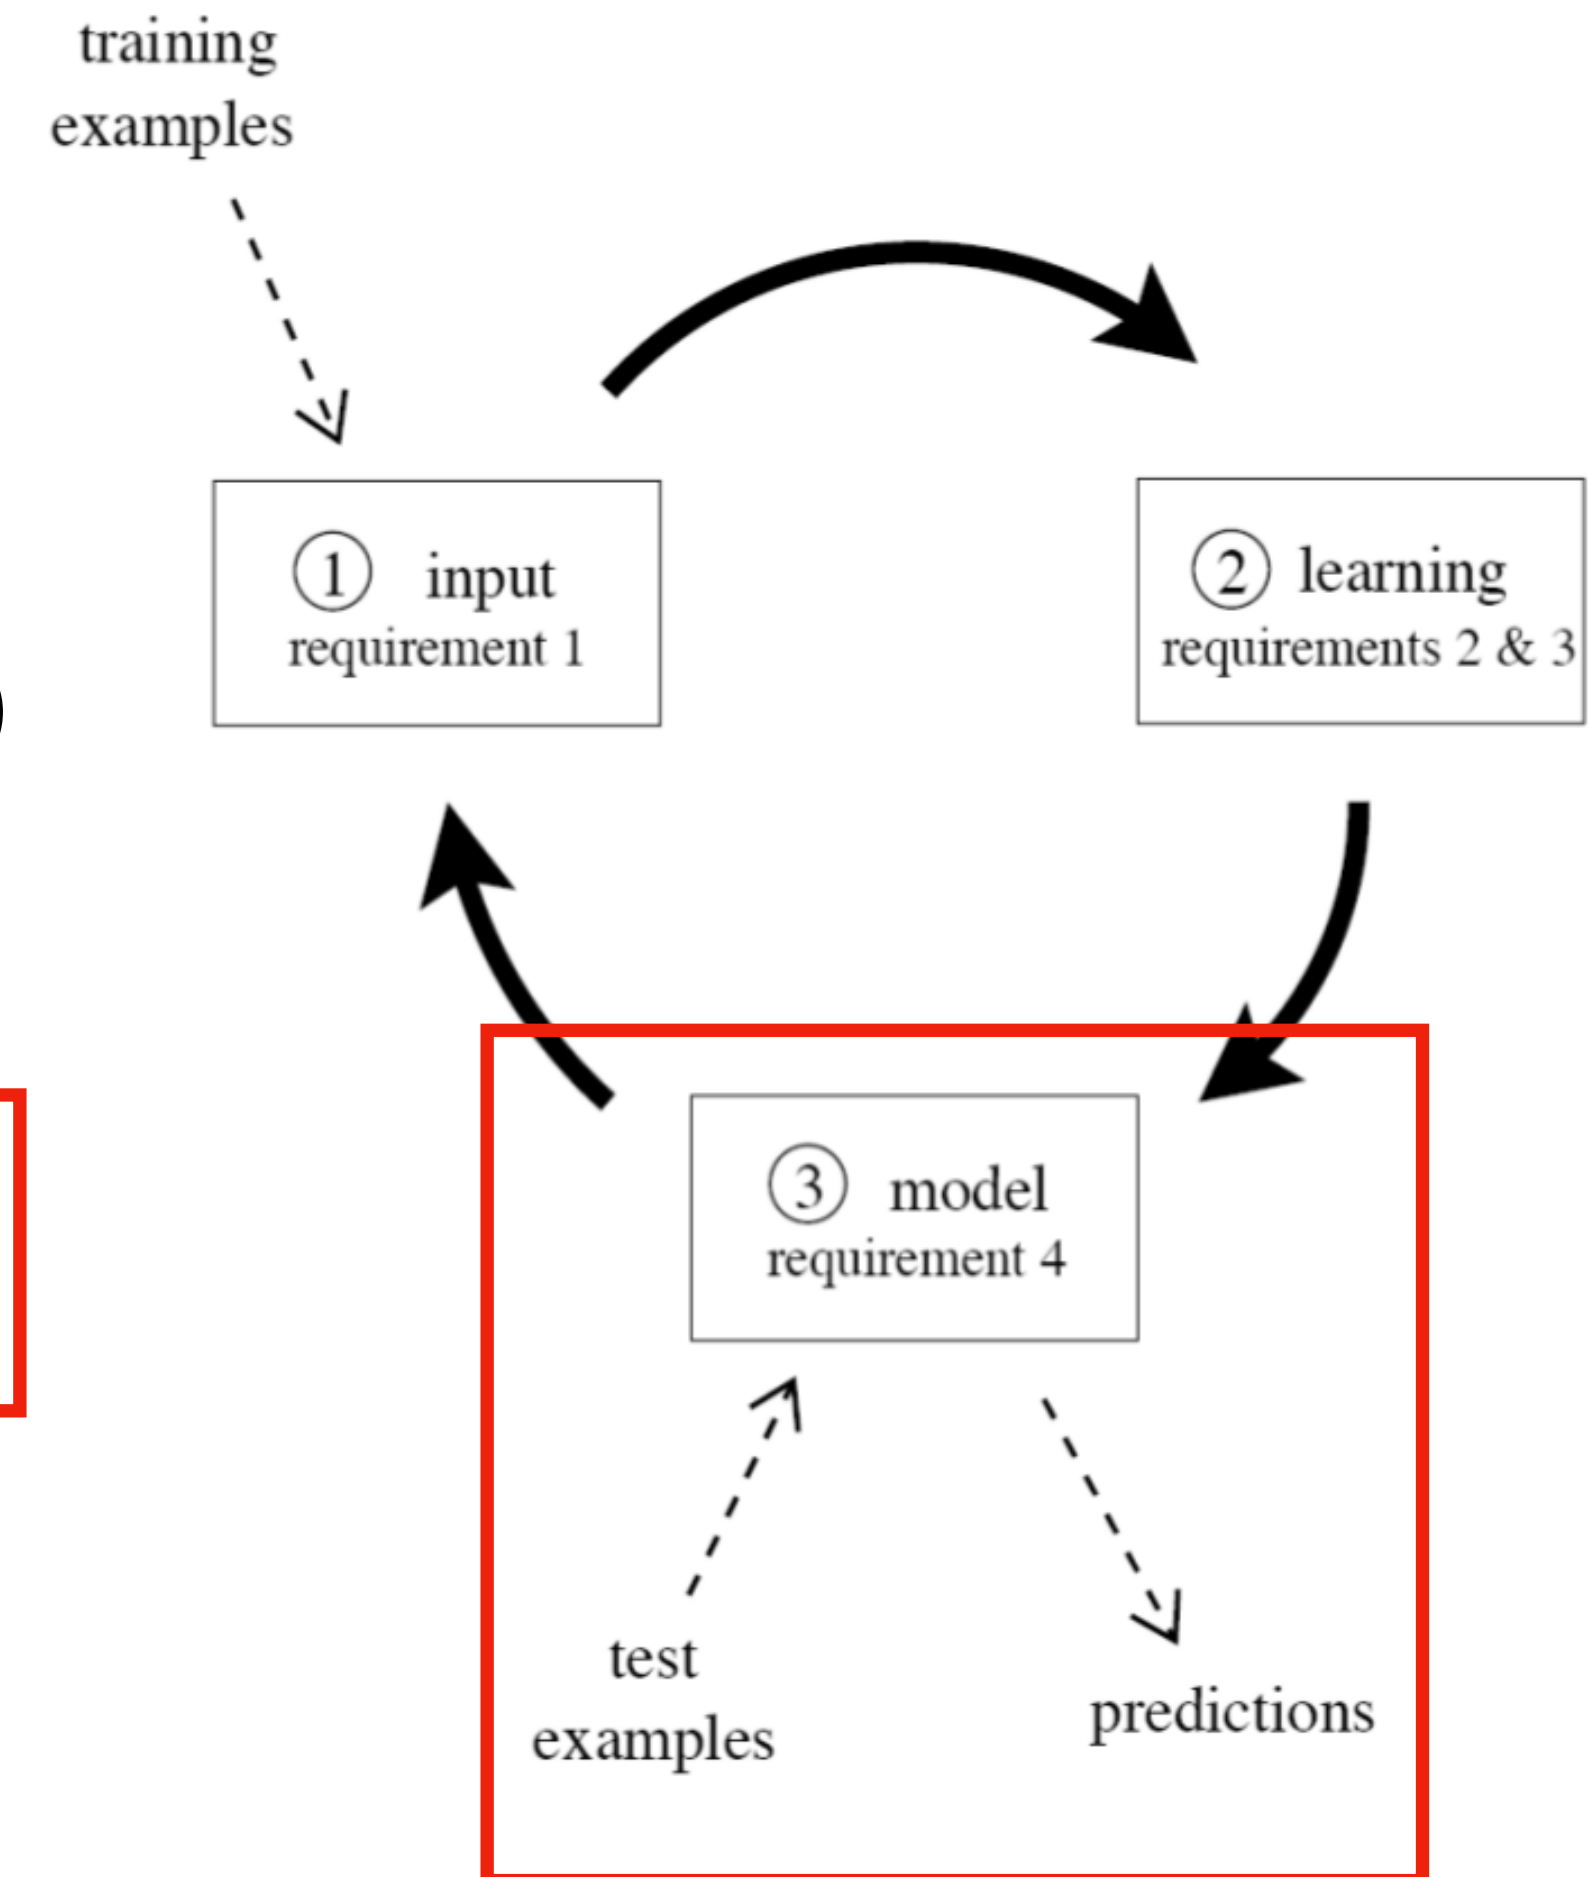 training
examples
① input
requirement 1
② learning
requirements 2 & 3
)
③ model
requirement 4
test
examples
predictions